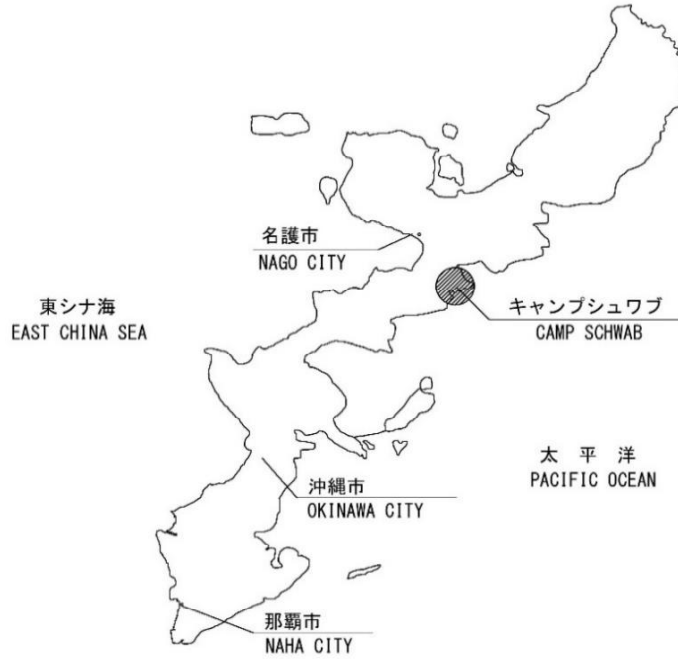 名護市
NAGO CITY
東シナ海
EAST CHINA SEA
キャンプシュワブ
CAMP SCHWAB
太 平 洋
PACIFIC OCEAN
沖縄市
OKINAWA CITY
那覇市
NAHA CITY